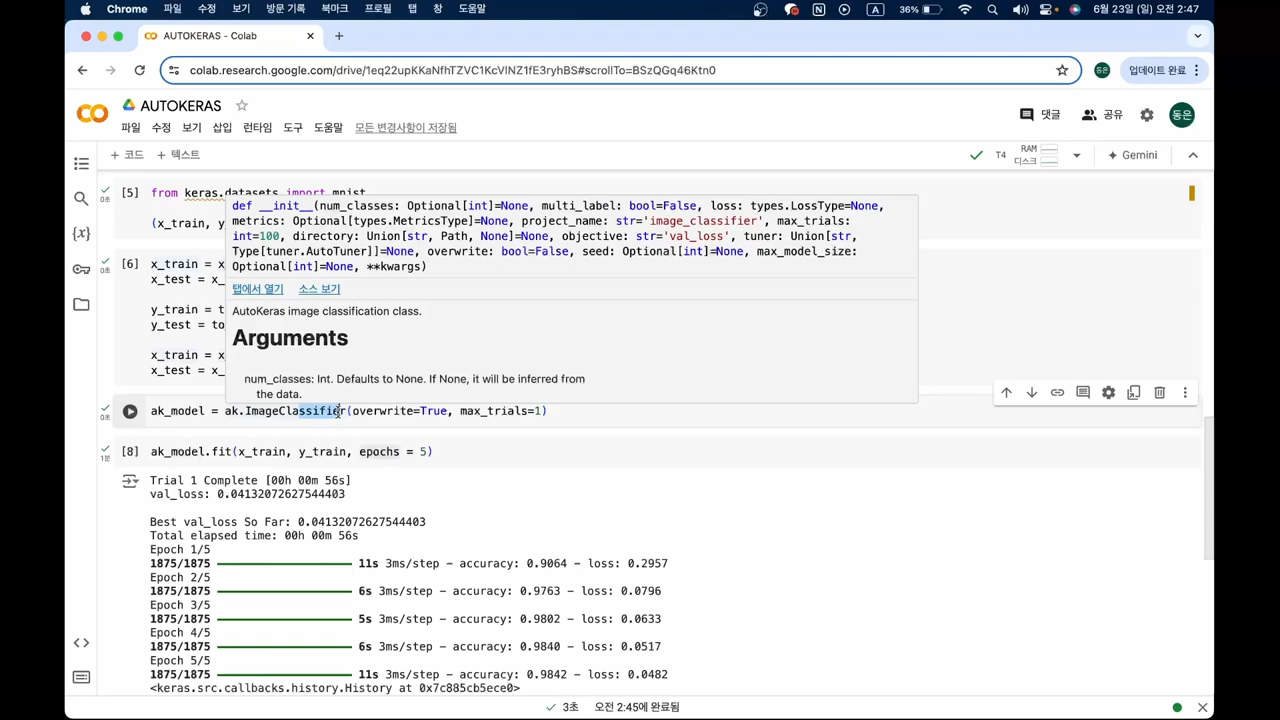 Chrome 파일 수정 보기 방문 기록 북마크 프로필 탭 창 도움말 N A 36% 6월 23일 (일) 오전 2:47
AUTOKERAS - Colab
colab.research.google.com/drive/1eq22upKKaNfhTZVC1KcVlNZ1fE3ryhBS#scrollTo=BSzQGq46Ktn0 동은 업데이트 완료
AUTOKERAS 댓글 공유 동은
파일 수정 보기 삽입 런타임 도구 도움말 모든 변경사항이 저장됨
+ 코드 + 텍스트 T4 RAM 디스크 Gemini
[5] from keras.datasets import mnist
0초
(x_train, y
def __init__(num_classes: Optional[int]=None, multi_label: bool=False, loss: types.LossType=None,
metrics: Optional[types.MetricsType]=None, project_name: str='image_classifier', max_trials:
int=100, directory: Union[str, Path, None]=None, objective: str='val_loss', tuner: Union[str,
Type[tuner.AutoTuner]]=None, overwrite: bool=False, seed: Optional[int]=None, max_model_size:
Optional[int]=None, **kwargs)
탭에서 열기 소스 보기
AutoKeras image classification class.
Arguments
num_classes: Int. Defaults to None. If None, it will be inferred from
the data.
[6] x_train = x
0초
x_test = x_
y_train = t
y_test = to
x_train = x
x_test = x_
ak_model = ak.ImageClassifier(overwrite=True, max_trials=1)
0초
[8] ak_model.fit(x_train, y_train, epochs = 5)
1분
Trial 1 Complete [00h 00m 56s]
val_loss: 0.04132072627544403
Best val_loss So Far: 0.04132072627544403
Total elapsed time: 00h 00m 56s
Epoch 1/5
1875/1875 11s 3ms/step - accuracy: 0.9064 - loss: 0.2957
Epoch 2/5
1875/1875 6s 3ms/step - accuracy: 0.9763 - loss: 0.0796
Epoch 3/5
1875/1875 5s 3ms/step - accuracy: 0.9802 - loss: 0.0633
Epoch 4/5
1875/1875 6s 3ms/step - accuracy: 0.9840 - loss: 0.0517
Epoch 5/5
1875/1875 11s 3ms/step - accuracy: 0.9842 - loss: 0.0482
<keras.src.callbacks.history.History at 0x7c885cb5ece0>
3초 오전 2:45에 완료됨